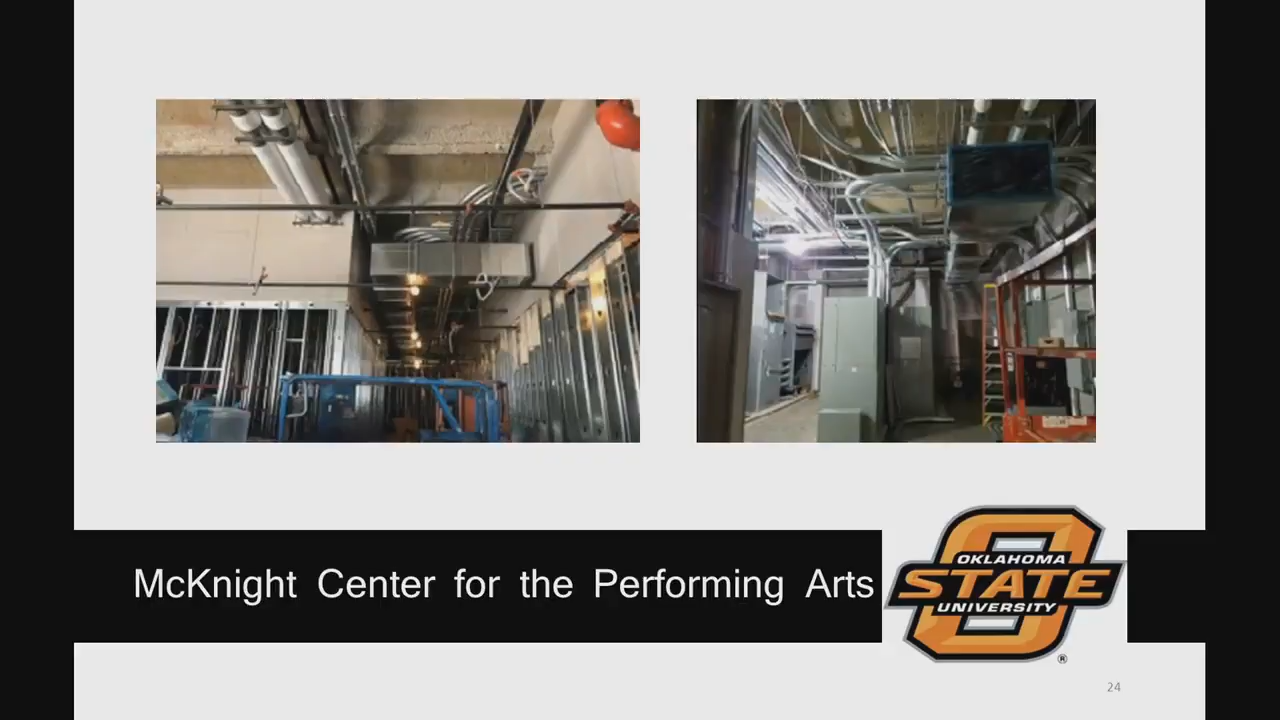 McKnight Center for the Performing Arts
OKLAHOMA
STATE
UNIVERSITY
®
24